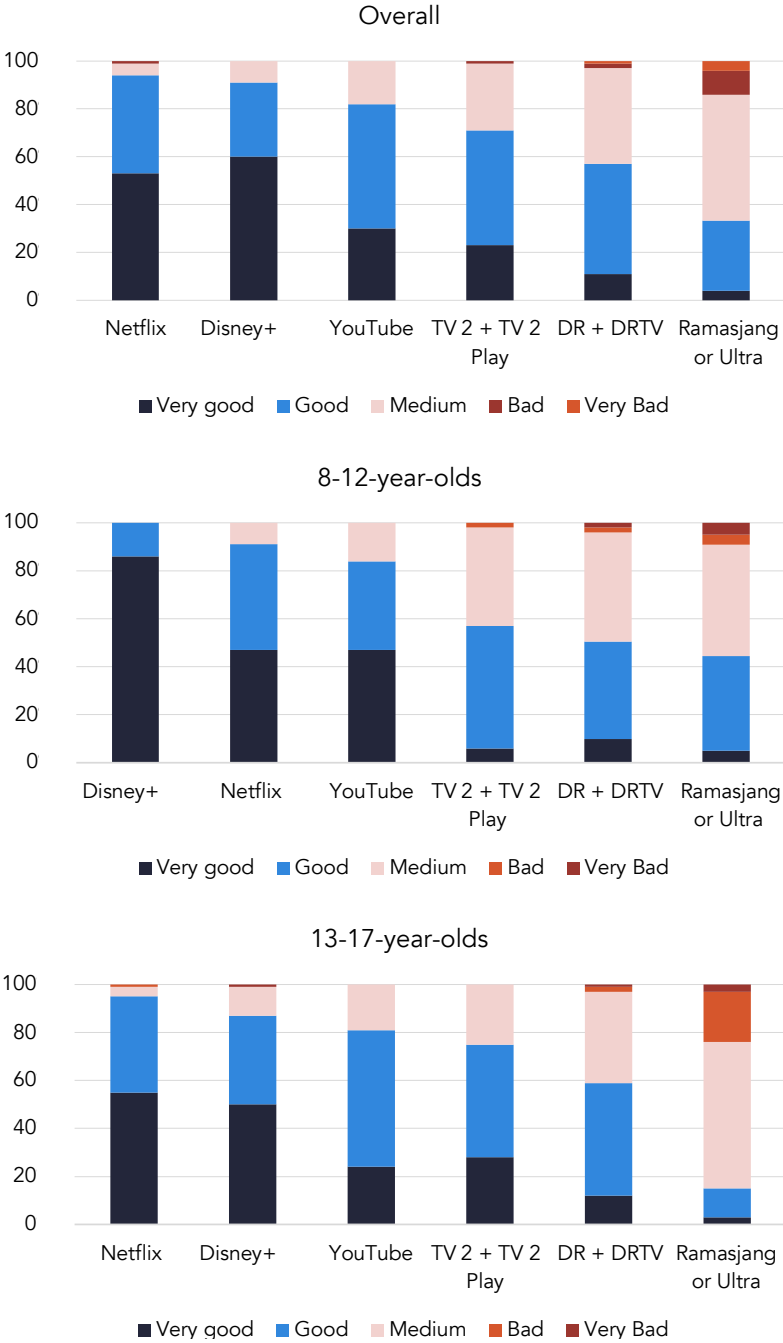 Overall
100
80
60
40
20
0
Netflix Disney+ YouTube TV 2 + TV 2 DR + DRTV Ramasjang
Play or Ultra
Very good Good Medium Bad Very Bad
8-12-year-olds
100
80
60
40
20
0
Disney+ Netflix YouTube TV 2 + TV 2 DR + DRTV Ramasjang
Play or Ultra
Very good Good Medium Bad Very Bad
13-17-year-olds
100
80
60
40
20
0
Netflix Disney+ YouTube TV 2 + TV 2 DR + DRTV Ramasjang
Play or Ultra
Very good Good Medium Bad Very Bad